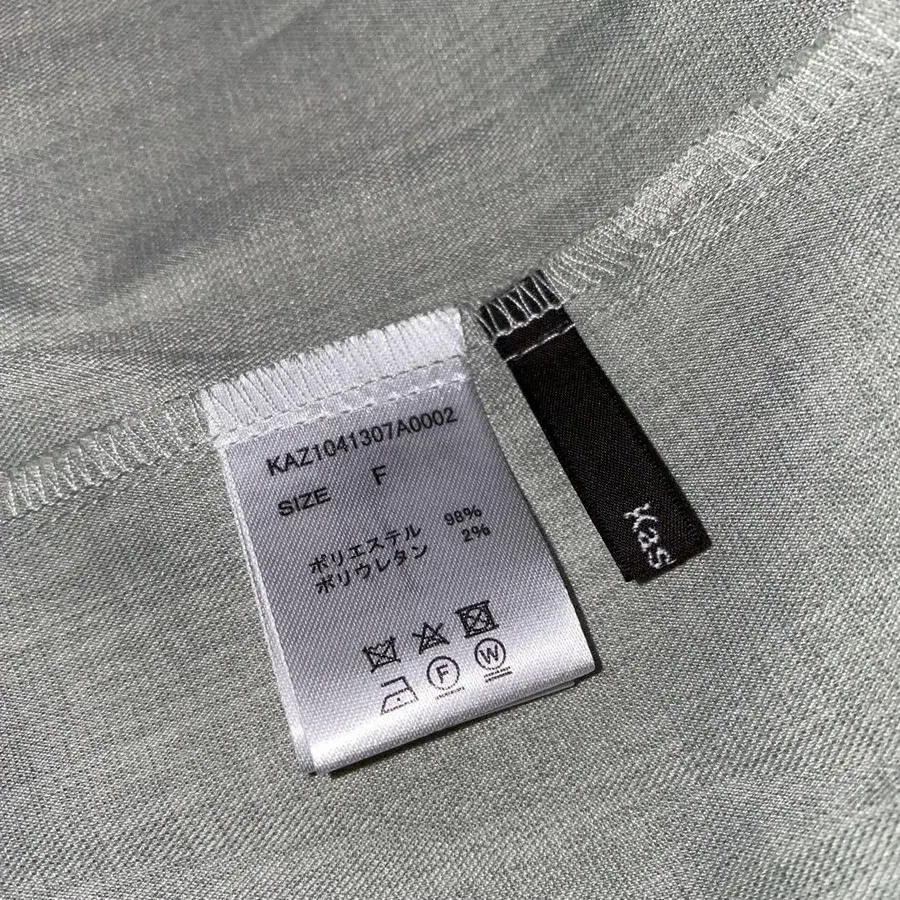 KAZ1041307A0002
SIZE F
ポリエステル 98%
ポリウレタン 2%
F W
Kas